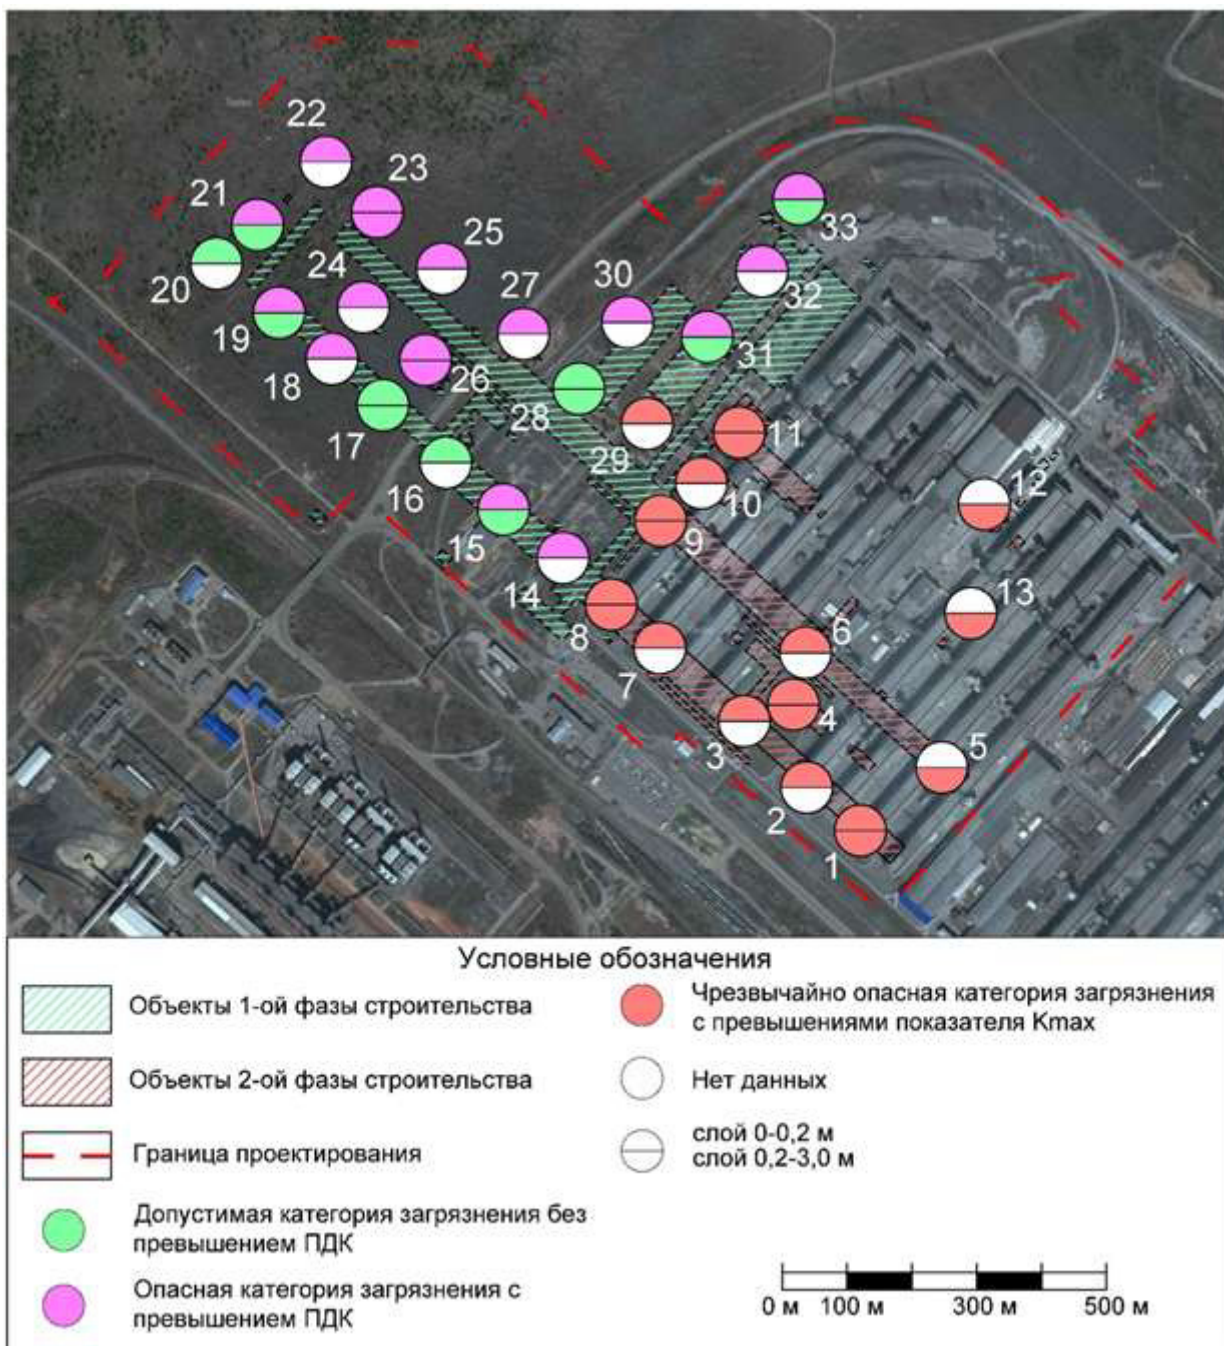 22
23
21
25
24
33
20
27
30
32
19
31
18
26
28
11
17
29
12
16
10
9
15
13
14
6
8
7
4
5
3
2
1
Условные обозначения
Объекты 1-ой фазы строительства
Объекты 2-ой фазы строительства
Граница проектирования
Допустимая категория загрязнения без
превышением ПДК
Опасная категория загрязнения с
превышением ПДК
Чрезвычайно опасная категория загрязнения
с превышениями показателя Kmax
Нет данных
слой 0-0,2 м
слой 0,2-3,0 м
0 м 100 м 300 м 500 м